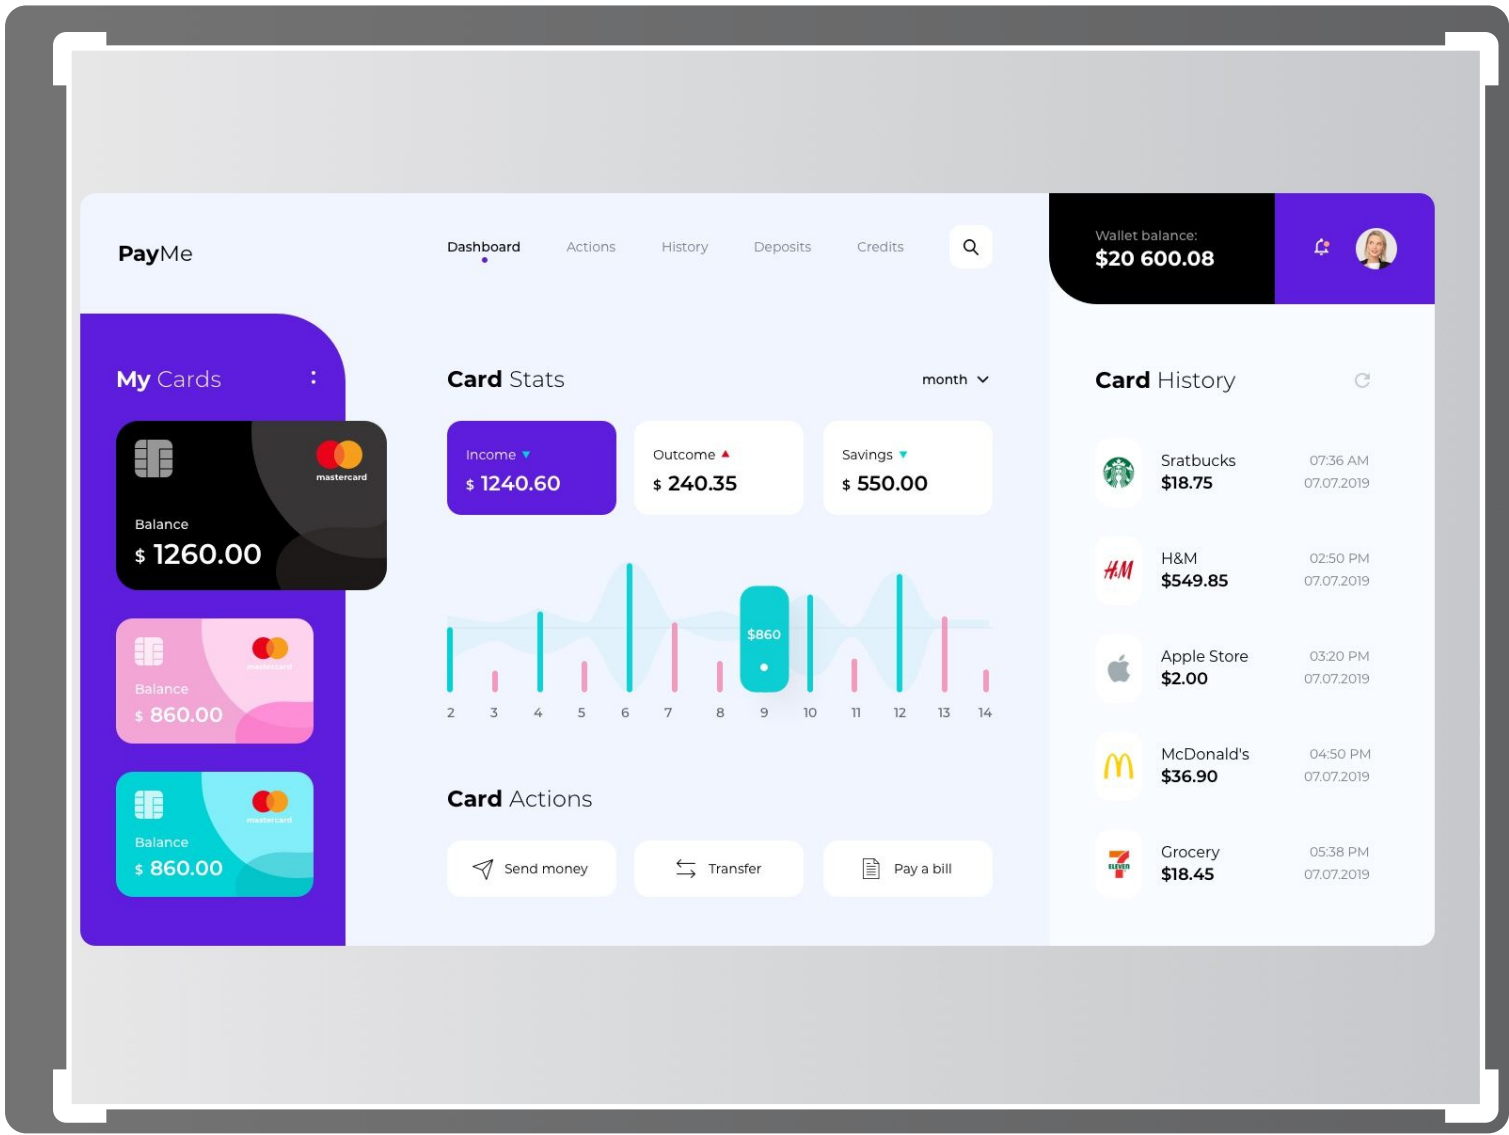 PayMe
Dashboard
Actions
History
Deposits
Credits
Wallet balance:
$20 600.08
My Cards
mastercard
Balance
$ 1260.00
mastercard
Balance
$ 860.00
mastercard
Balance
$ 860.00
Card Stats
month
Income
$ 1240.60
Outcome
$ 240.35
Savings
$ 550.00
$860
2 3 4 5 6 7 8 9 10 11 12 13 14
Card Actions
Send money
Transfer
Pay a bill
Card History
Sratbucks 07:36 AM
$18.75 07.07.2019
H&M
H&M 02:50 PM
$549.85 07.07.2019
Apple Store 03:20 PM
$2.00 07.07.2019
McDonald's 04:50 PM
$36.90 07.07.2019
7 ELEVEN
Grocery 05:38 PM
$18.45 07.07.2019